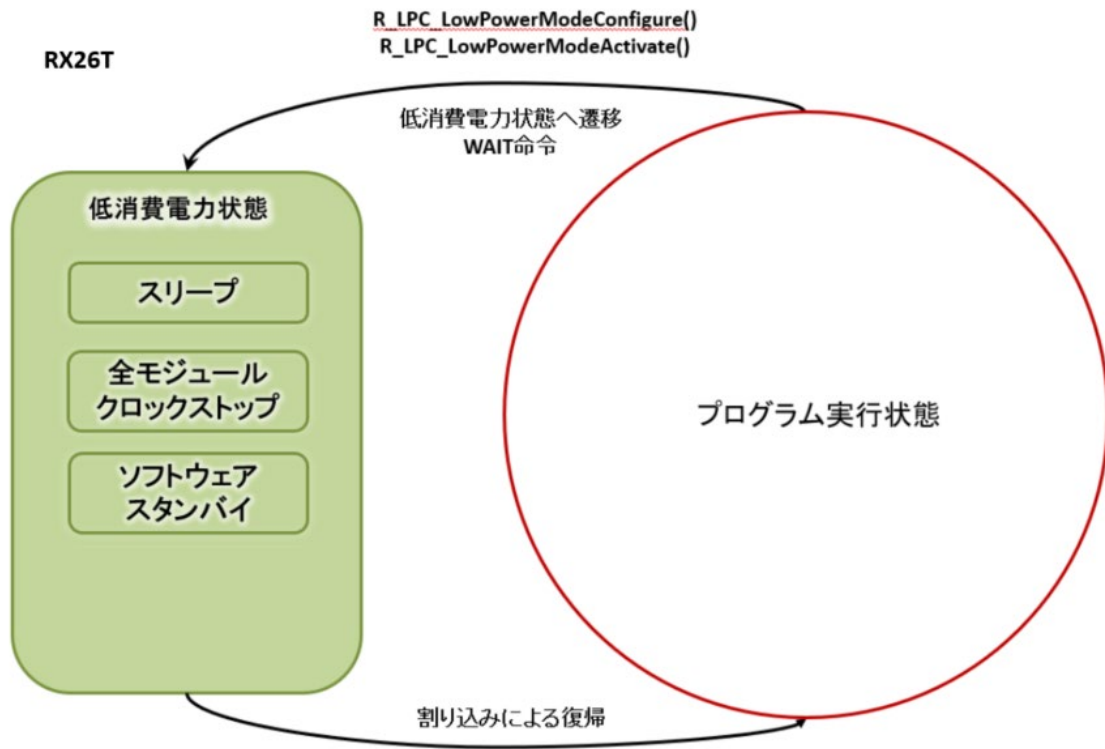 R_LPC_LowPowerModeConfigure()
R_LPC_LowPowerModeActivate()
RX26T
低消費電力状態へ遷移
WAIT命令
低消費電力状態
スリープ
全モジュール
クロックストップ
ソフトウェア
スタンバイ
プログラム実行状態
割り込みによる復帰